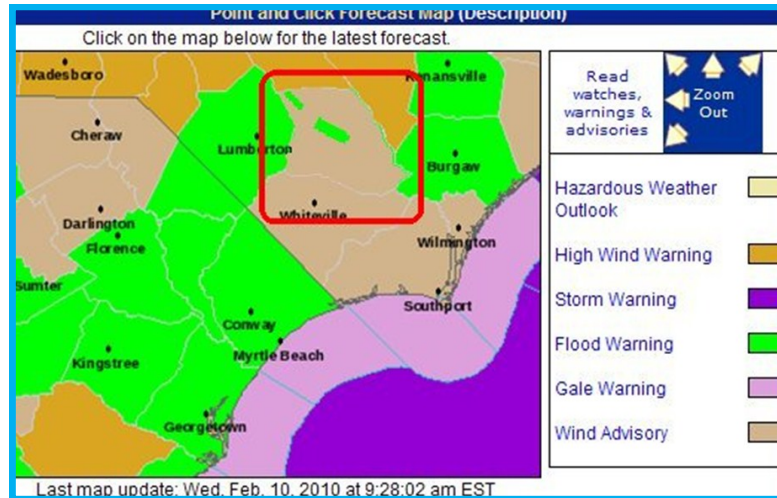 Point and Click Forecast Map (Description)
Click on the map below for the latest forecast.
Wadesboro
Kenansville
Cheraw
Lumberton
Burgaw
Darlington
Whiteville
Florence
Wilmington
Sumter
Southport
Conway
Myrtle Beach
Kingstree
Georgetown
Last map update: Wed, Feb. 10, 2010 at 9:28:02 am EST
Read
watches,
warnings &
advisories
Zoom
Out
Hazardous Weather
Outlook
High Wind Warning
Storm Warning
Flood Warning
Gale Warning
Wind Advisory